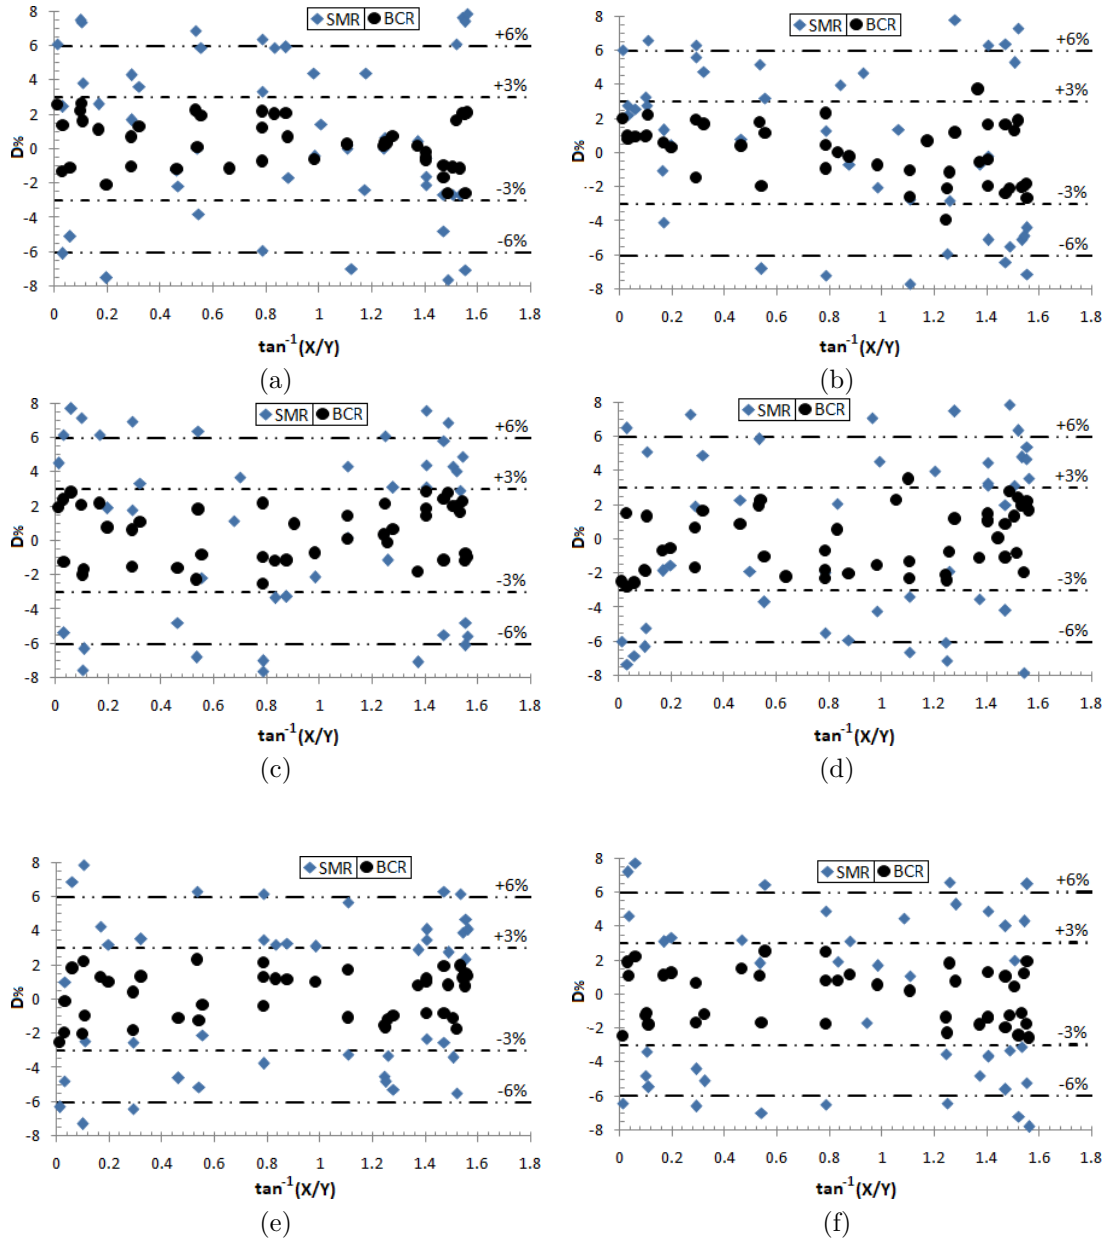 SMR BCR
8
6
4
2
0
-2
-4
-6
-8
D%
+6%
+3%
-3%
-6%
0 0.2 0.4 0.6 0.8 1 1.2 1.4 1.6 1.8
tan⁻¹(X/Y)
(a)
SMR BCR
8
6
4
2
0
-2
-4
-6
-8
D%
+6%
+3%
-3%
-6%
0 0.2 0.4 0.6 0.8 1 1.2 1.4 1.6 1.8
tan⁻¹(X/Y)
(b)
SMR BCR
8
6
4
2
0
-2
-4
-6
-8
D%
+6%
+3%
-3%
-6%
0 0.2 0.4 0.6 0.8 1 1.2 1.4 1.6 1.8
tan⁻¹(X/Y)
(c)
SMR BCR
8
6
4
2
0
-2
-4
-6
-8
D%
+6%
+3%
-3%
-6%
0 0.2 0.4 0.6 0.8 1 1.2 1.4 1.6 1.8
tan⁻¹(X/Y)
(d)
SMR BCR
8
6
4
2
0
-2
-4
-6
-8
D%
+6%
+3%
-3%
-6%
0 0.2 0.4 0.6 0.8 1 1.2 1.4 1.6 1.8
tan⁻¹(X/Y)
(e)
SMR BCR
8
6
4
2
0
-2
-4
-6
-8
D%
+6%
+3%
-3%
-6%
0 0.2 0.4 0.6 0.8 1 1.2 1.4 1.6 1.8
tan⁻¹(X/Y)
(f)